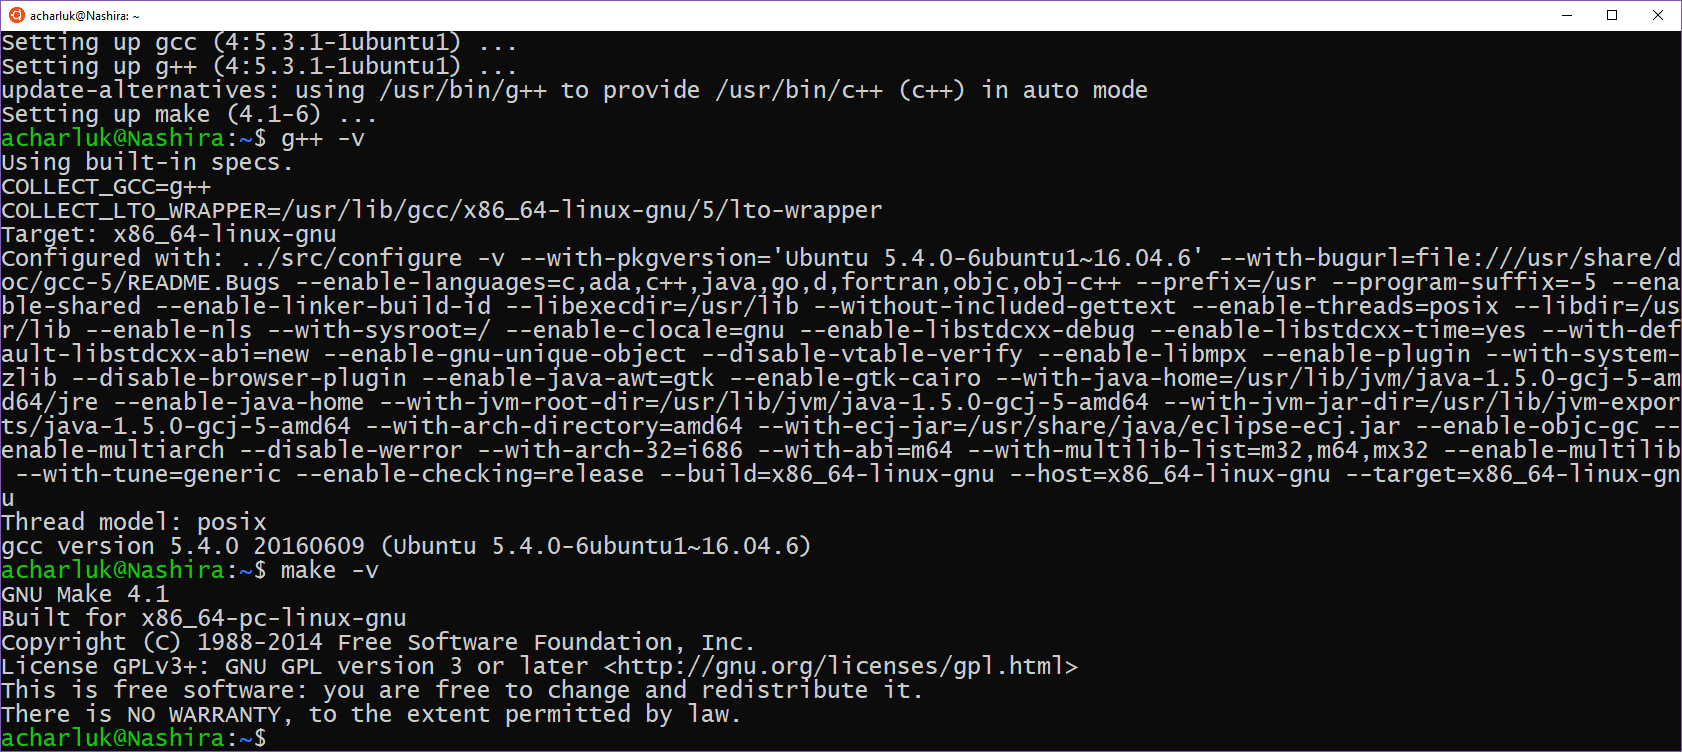 acharluk@Nashira: ~
Setting up gcc (4:5.3.1-1ubuntu1) ...
Setting up g++ (4:5.3.1-1ubuntu1) ...
update-alternatives: using /usr/bin/g++ to provide /usr/bin/c++ (c++) in auto mode
Setting up make (4.1-6) ...
acharluk@Nashira:~$ g++ -v
Using built-in specs.
COLLECT_GCC=g++
COLLECT_LTO_WRAPPER=/usr/lib/gcc/x86_64-linux-gnu/5/lto-wrapper
Target: x86_64-linux-gnu
Configured with: ../src/configure -v --with-pkgversion='Ubuntu 5.4.0-6ubuntu1~16.04.6' --with-bugurl=file:///usr/share/d
oc/gcc-5/README.Bugs --enable-languages=c,ada,c++,java,go,d,fortran,objc,obj-c++ --prefix=/usr --program-suffix=-5 --ena
ble-shared --enable-linker-build-id --libexecdir=/usr/lib --without-included-gettext --enable-threads=posix --libdir=/us
r/lib --enable-nls --with-sysroot=/ --enable-clocale=gnu --enable-libstdcxx-debug --enable-libstdcxx-time=yes --with-def
ault-libstdcxx-abi=new --enable-gnu-unique-object --disable-vtable-verify --enable-libmpx --enable-plugin --with-system-
zlib --disable-browser-plugin --enable-java-awt=gtk --enable-gtk-cairo --with-java-home=/usr/lib/jvm/java-1.5.0-gcj-5-am
d64/jre --enable-java-home --with-jvm-root-dir=/usr/lib/jvm/java-1.5.0-gcj-5-amd64 --with-jvm-jar-dir=/usr/lib/jvm-expor
ts/java-1.5.0-gcj-5-amd64 --with-arch-directory=amd64 --with-ecj-jar=/usr/share/java/eclipse-ecj.jar --enable-objc-gc --
enable-multiarch --disable-werror --with-arch-32=i686 --with-abi=m64 --with-multilib-list=m32,m64,mx32 --enable-multilib
 --with-tune=generic --enable-checking=release --build=x86_64-linux-gnu --host=x86_64-linux-gnu --target=x86_64-linux-gn
u
Thread model: posix
gcc version 5.4.0 20160609 (Ubuntu 5.4.0-6ubuntu1~16.04.6)
acharluk@Nashira:~$ make -v
GNU Make 4.1
Built for x86_64-pc-linux-gnu
Copyright (C) 1988-2014 Free Software Foundation, Inc.
License GPLv3+: GNU GPL version 3 or later <http://gnu.org/licenses/gpl.html>
This is free software: you are free to change and redistribute it.
There is NO WARRANTY, to the extent permitted by law.
acharluk@Nashira:~$